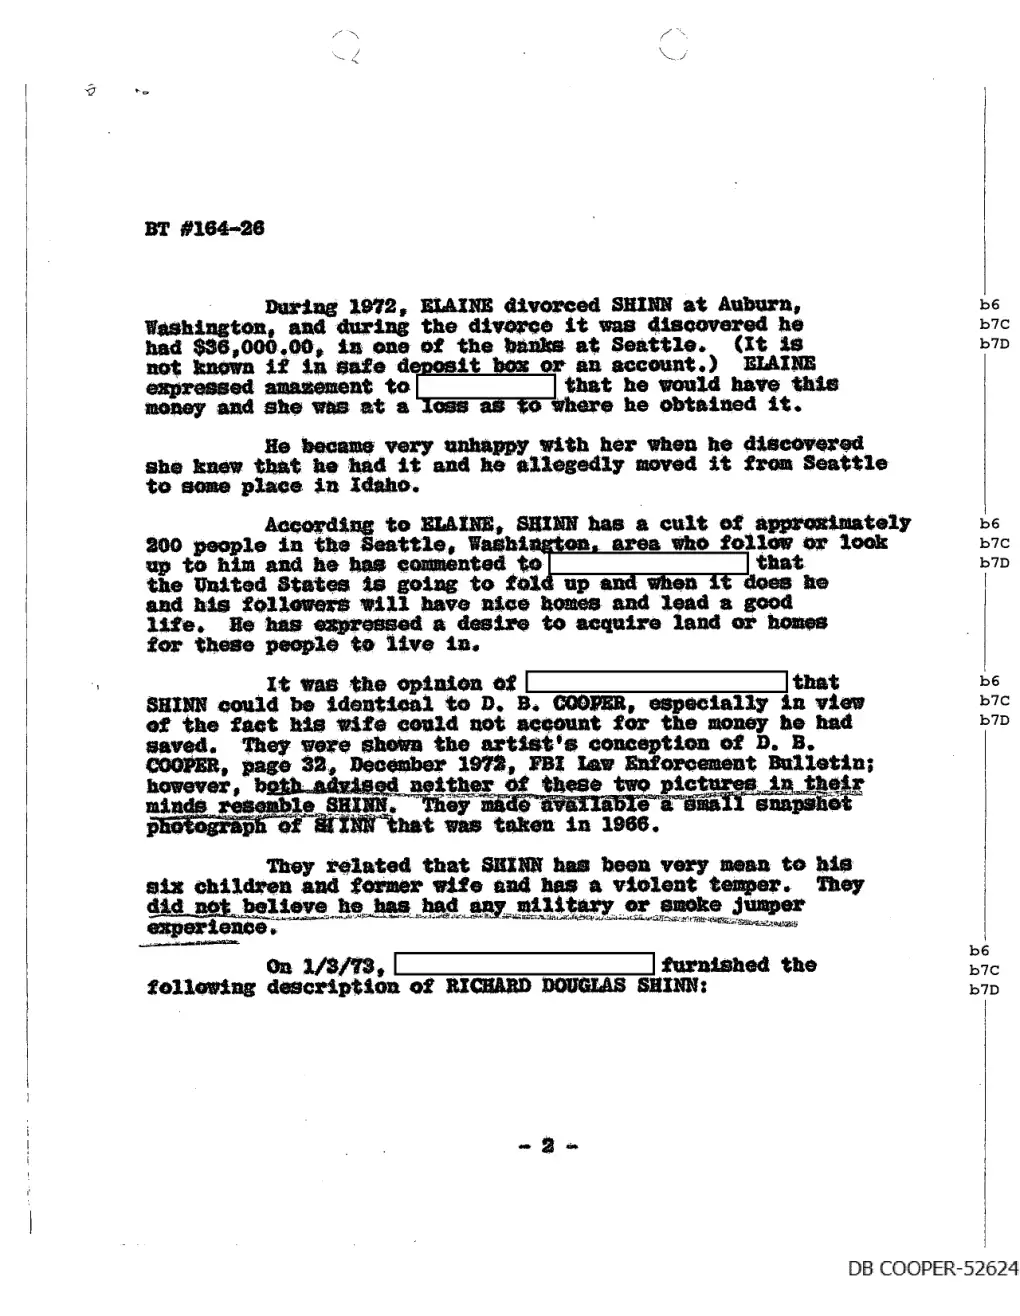 BT #164-26
During 1972, ELAINE divorced SHINN at Auburn,
Washington, and during the divorce it was discovered he
had $36,000.00, in one of the banks at Seattle. (It is
not known if in safe deposit box or an account.) ELAINE
expressed amazement to that he would have this
money and she was at a loss as to where he obtained it.
b6
b7C
b7D
He became very unhappy with her when he discovered
she knew that he had it and he allegedly moved it from Seattle
to some place in Idaho.
According to ELAINE, SHINN has a cult of approximately
200 people in the Seattle, Washington, area who follow or look
up to him and he has commented to that
the United States is going to fold up and when it does he
and his followers will have nice homes and lead a good
life. He has expressed a desire to acquire land or homes
for these people to live in.
b6
b7C
b7D
It was the opinion of that
SHINN could be identical to D. B. COOPER, especially in view
of the fact his wife could not account for the money he had
saved. They were shown the artist's conception of D. B.
COOPER, page 32, December 1972, FBI Law Enforcement Bulletin;
however, both advised neither of these two pictures in their
minds resemble SHINN. They made available a small snapshot
photograph of SHINN that was taken in 1966.
b6
b7C
b7D
They related that SHINN has been very mean to his
six children and former wife and has a violent temper. They
did not believe he has had any military or smoke jumper
experience.
On 1/3/73, furnished the
following description of RICHARD DOUGLAS SHINN:
b6
b7C
b7D
- 2 -
DB COOPER-52624